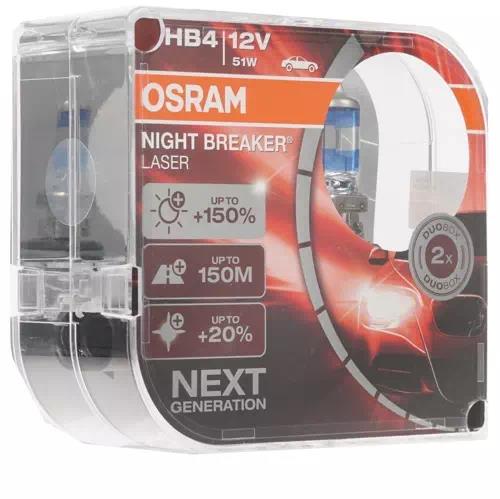 HB4 12V
51W
OSRAM
NIGHT BREAKER®
LASER
UP TO
+150%
UP TO
150M
UP TO
+20%
NEXT
GENERATION
DUOBOX
2x
DUOBOX